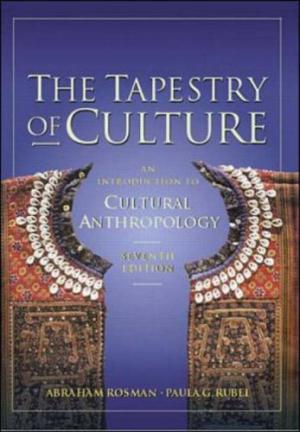 THE TAPESTRY
OF CULTURE
AN
INTRODUCTION TO
CULTURAL
ANTHROPOLOGY
SEVENTH
EDITION
ABRAHAM ROSMAN · PAULA G. RUBEL